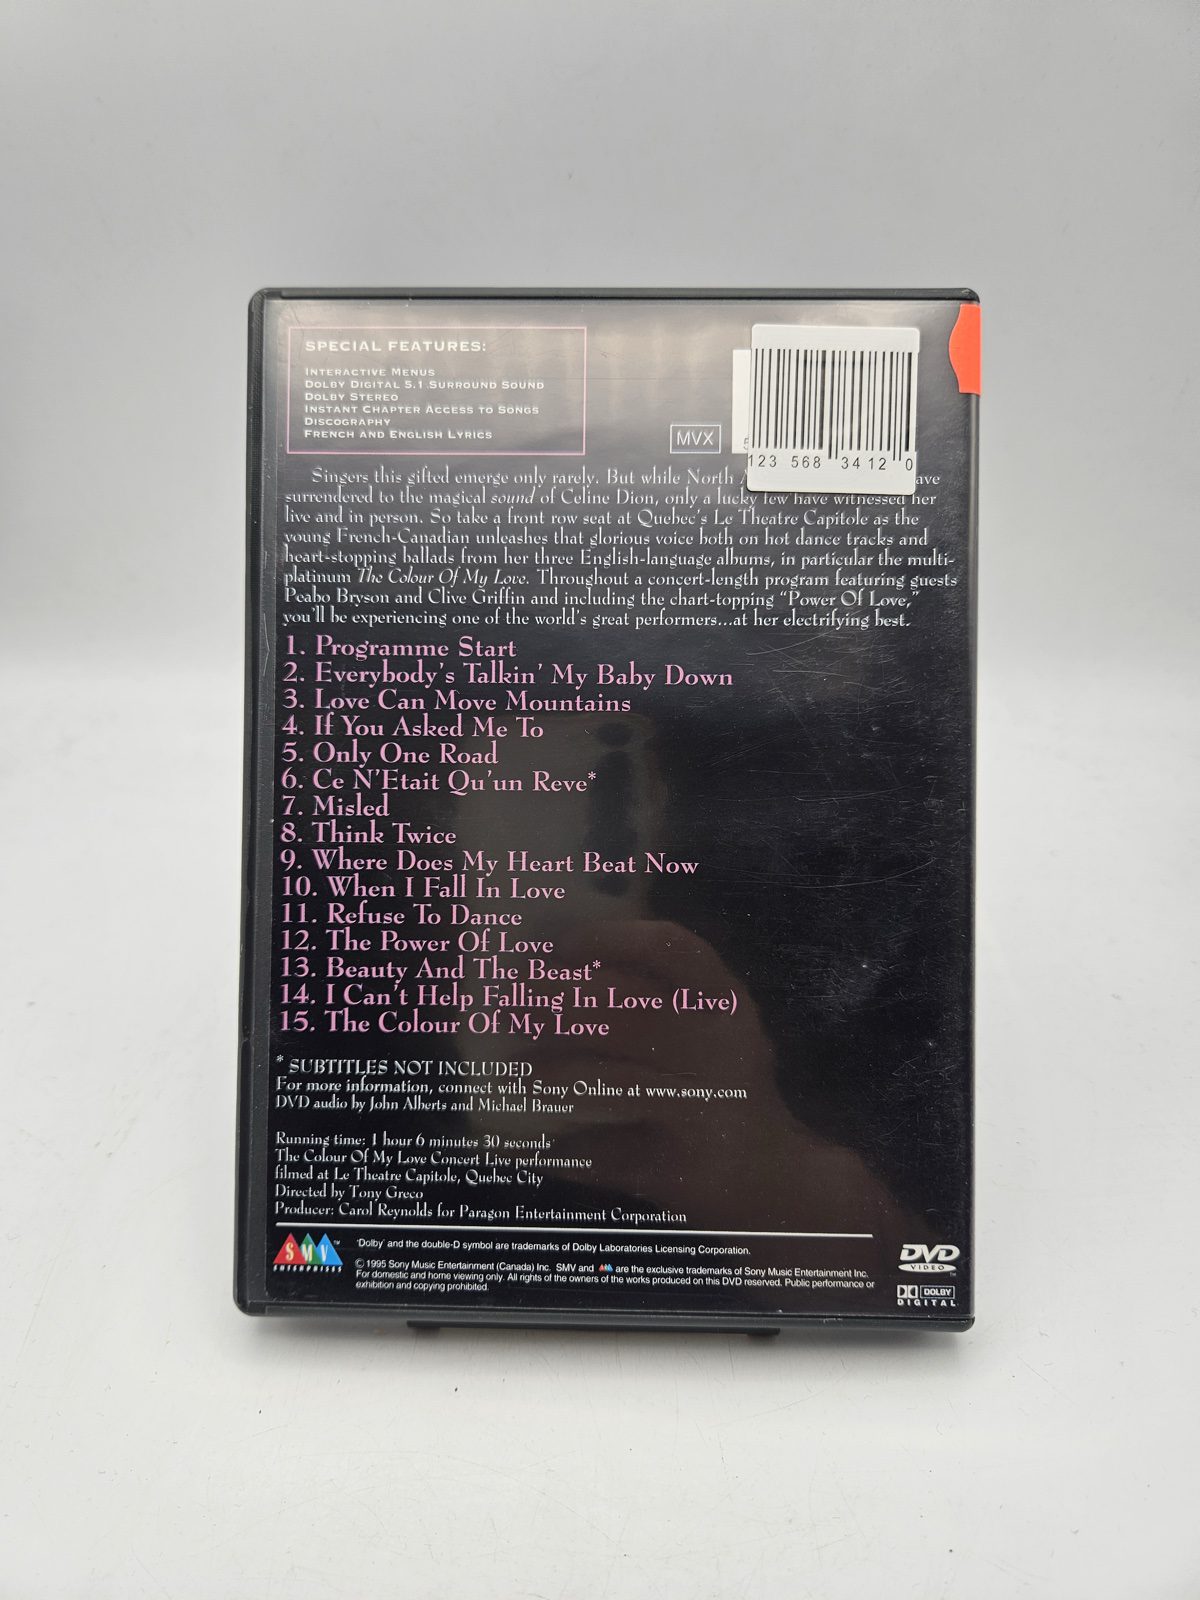 SPECIAL FEATURES:
INTERACTIVE MENUS
DOLBY DIGITAL 5.1 SURROUND SOUND
DOLBY STEREO
INSTANT CHAPTER ACCESS TO SONGS
DISCOGRAPHY
FRENCH AND ENGLISH LYRICS
MVX
5
123 568 3412 0
Singers this gifted emerge only rarely. But while North
surrendered to the magical sound of Celine Dion, only a lucky few have witnessed her
live and in person. So take a front row seat at Quebec's Le Theatre Capitole as the
young French-Canadian unleashes that glorious voice both on hot dance tracks and
heart-stopping ballads from her three English-language albums, in particular the multi-
platinum The Colour Of My Love. Throughout a concert-length program featuring guests
Peabo Bryson and Clive Griffin and including the chart-topping “Power Of Love,”
you'll be experiencing one of the world's great performers...at her electrifying best.
1. Programme Start
2. Everybody's Talkin' My Baby Down
3. Love Can Move Mountains
4. If You Asked Me To
5. Only One Road
6. Ce N'Etait Qu'un Reve*
7. Misled
8. Think Twice
9. Where Does My Heart Beat Now
10. When I Fall In Love
11. Refuse To Dance
12. The Power Of Love
13. Beauty And The Beast*
14. I Can't Help Falling In Love (Live)
15. The Colour Of My Love
* SUBTITLES NOT INCLUDED
For more information, connect with Sony Online at www.sony.com
DVD audio by John Alberts and Michael Brauer
Running time: 1 hour 6 minutes 30 seconds
The Colour Of My Love Concert Live performance
filmed at Le Theatre Capitole, Quebec City
Directed by Tony Greco
Producer: Carol Reynolds for Paragon Entertainment Corporation
SMV™
ENTERPRISES
'Dolby' and the double-D symbol are trademarks of Dolby Laboratories Licensing Corporation.
© 1995 Sony Music Entertainment (Canada) Inc. SMV and are the exclusive trademarks of Sony Music Entertainment Inc.
For domestic and home viewing only. All rights of the owners of the works produced on this DVD reserved. Public performance or
exhibition and copying prohibited.
DVD
VIDEO™
DOLBY
DIGITAL